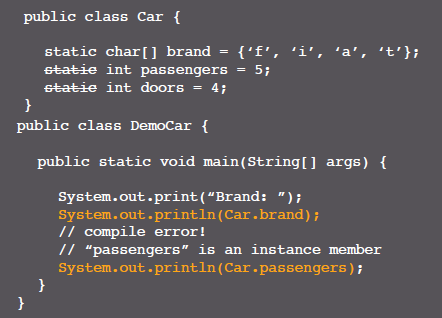 public class Car {
static char[] brand = {‘f’, ‘i’, ‘a’, ‘t’};
static int passengers = 5;
static int doors = 4;
}
public class DemoCar {
public static void main(String[] args) {
System.out.print(“Brand: ”);
System.out.println(Car.brand);
// compile error!
// “passengers” is an instance member
System.out.println(Car.passengers);
}
}